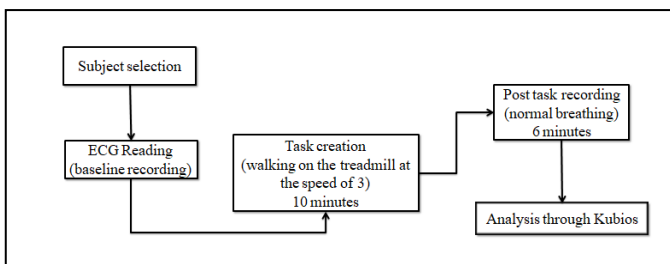 Subject selection
ECG Reading
(baseline recording)
Task creation
(walking on the treadmill at
the speed of 3)
10 minutes
Post task recording
(normal breathing)
6 minutes
Analysis through Kubios